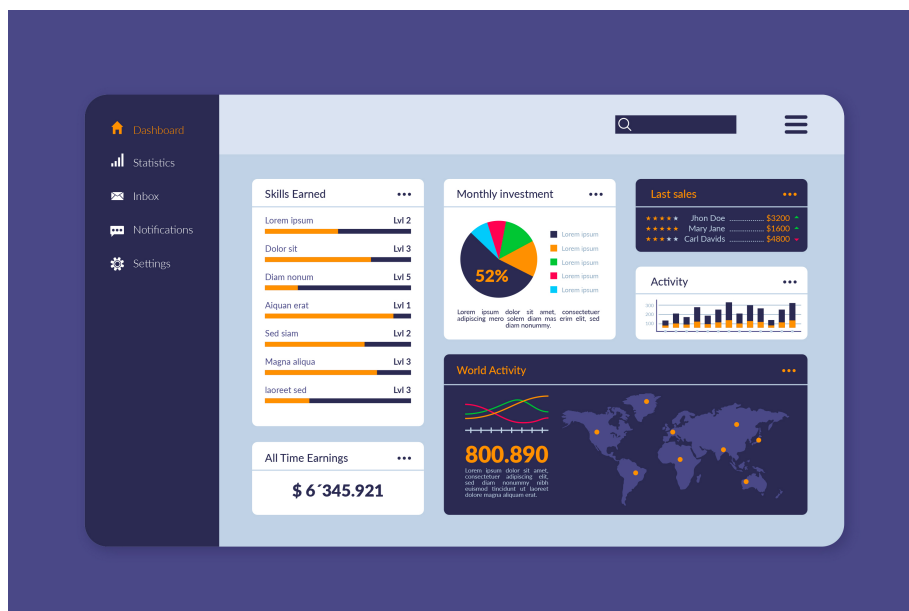 Dashboard
Statistics
Inbox
Notifications
Settings
Skills Earned
Lorem ipsum Lvl 2
Dolor sit Lvl 3
Diam nonum Lvl 5
Aiquan erat Lvl 1
Sed siam Lvl 2
Magna aliqua Lvl 3
laoreet sed Lvl 3
All Time Earnings
$ 6´345.921
Monthly investment
52%
Lorem ipsum
Lorem ipsum
Lorem ipsum
Lorem ipsum
Lorem ipsum
Lorem ipsum dolor sit amet, consectetuer
adipiscing mero solem diam mas erim elit, sed
diam nonummy.
Last sales
Jhon Doe ................. $3200
Mary Jane ................. $1600
Carl Davids ................. $4800
Activity
300
200
100
World Activity
800.890
Lorem ipsum dolor sit amet,
consectetuer adipiscing elit,
sed diam nonummy nibh
euismod tincidunt ut laoreet
dolore magna aliquam erat.